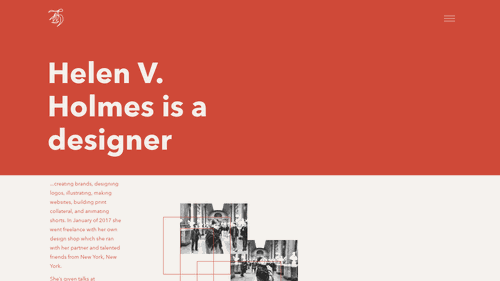 Helen V.
Holmes is a
designer
...creating brands, designing
logos, illustrating, making
websites, building print
collateral, and animating
shorts. In January of 2017 she
went freelance with her own
design shop which she ran
with her partner and talented
friends from New York, New
York.
She's given talks at